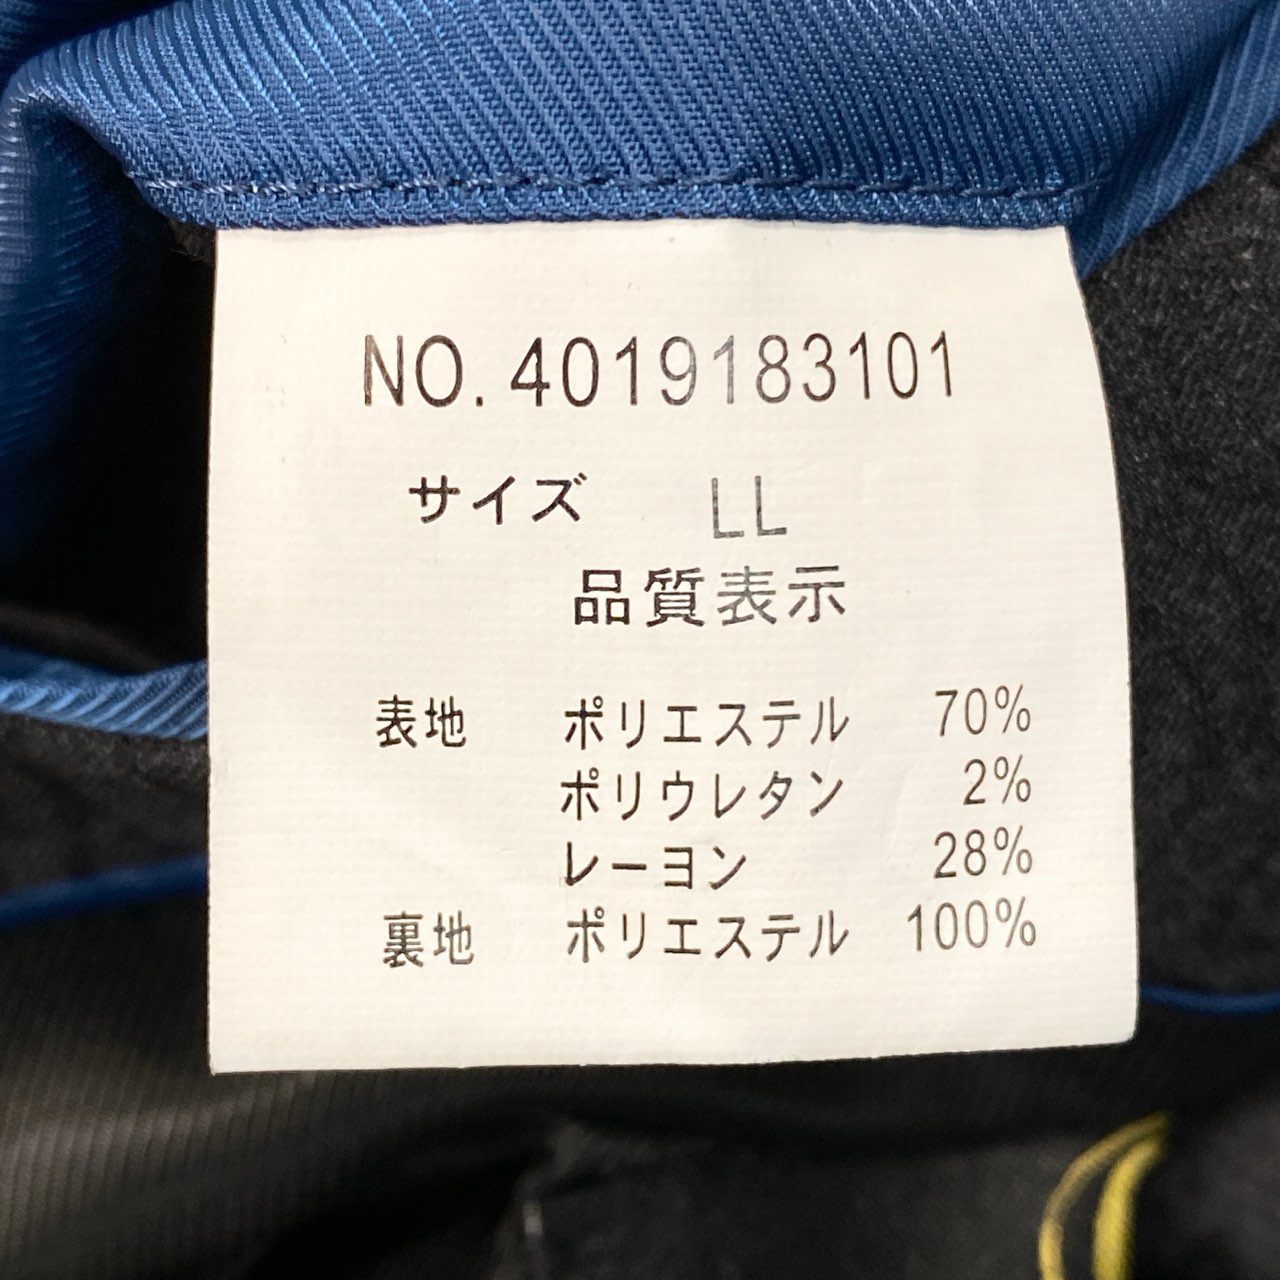 NO.4019183101
サイズ LL
品質表示
表地 ポリエステル 70%
ポリウレタン 2%
レーヨン 28%
裏地 ポリエステル 100%